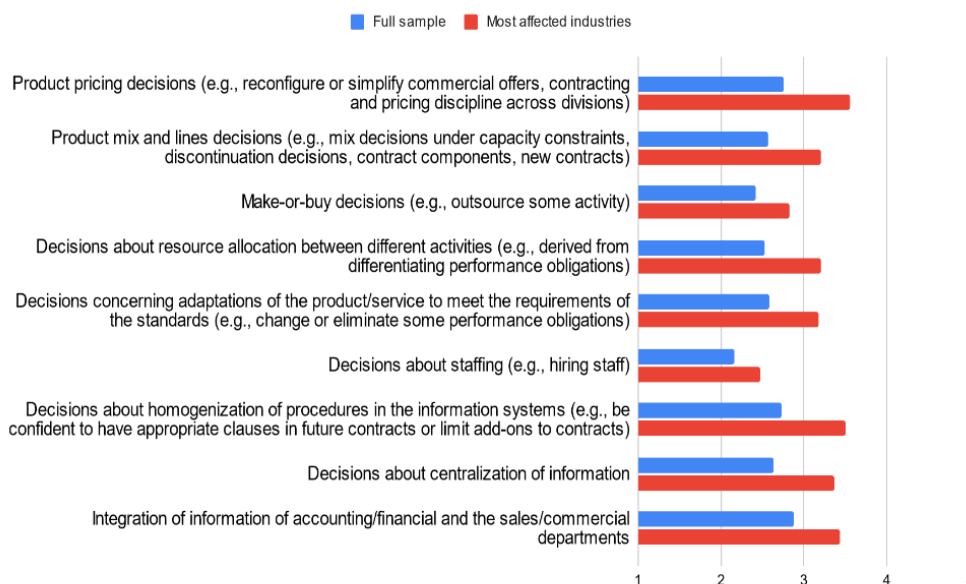 Full sample Most affected industries
Product pricing decisions (e.g., reconfigure or simplify commercial offers, contracting
and pricing discipline across divisions)
Product mix and lines decisions (e.g., mix decisions under capacity constraints,
discontinuation decisions, contract components, new contracts)
Make-or-buy decisions (e.g., outsource some activity)
Decisions about resource allocation between different activities (e.g., derived from
differentiating performance obligations)
Decisions concerning adaptations of the product/service to meet the requirements of
the standards (e.g., change or eliminate some performance obligations)
Decisions about staffing (e.g., hiring staff)
Decisions about homogenization of procedures in the information systems (e.g., be
confident to have appropriate clauses in future contracts or limit add-ons to contracts)
Decisions about centralization of information
Integration of information of accounting/financial and the sales/commercial
departments
1 2 3 4